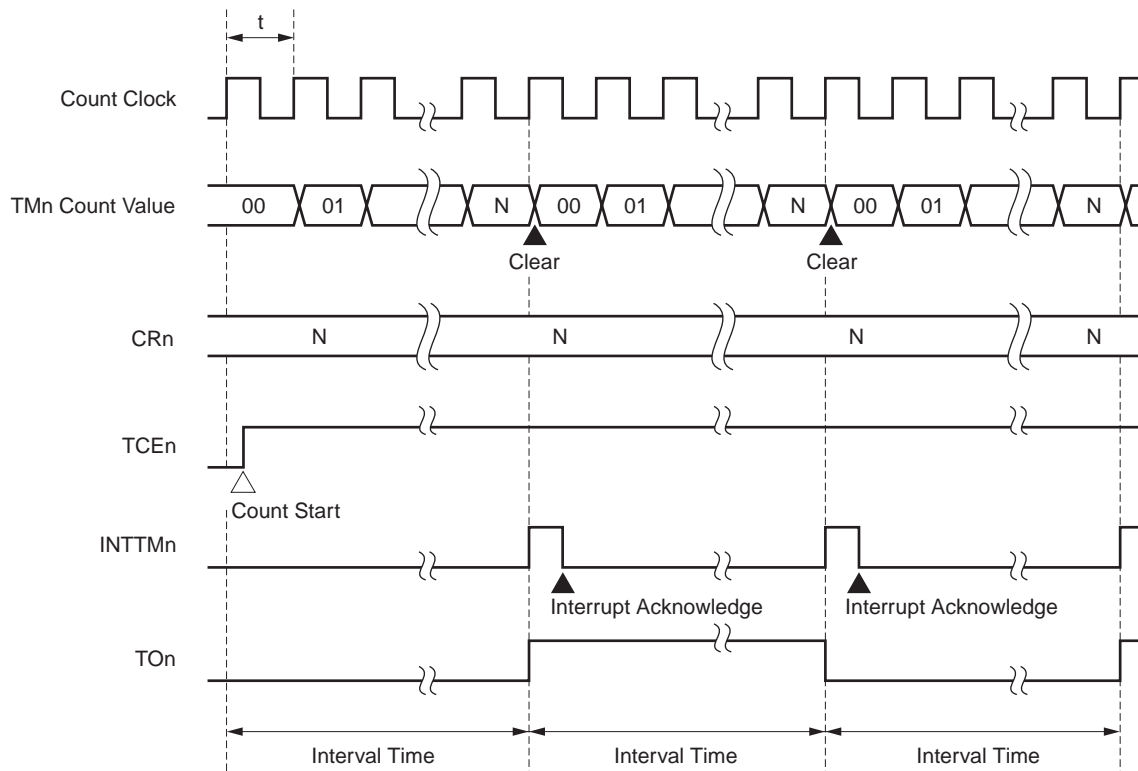 t
Count Clock
TMn Count Value 00 01 N 00 01 N 00 01 N
Clear Clear
CRn N N N N
TCEn
Count Start
INTTMn
Interrupt Acknowledge Interrupt Acknowledge
TOn
Interval Time Interval Time Interval Time